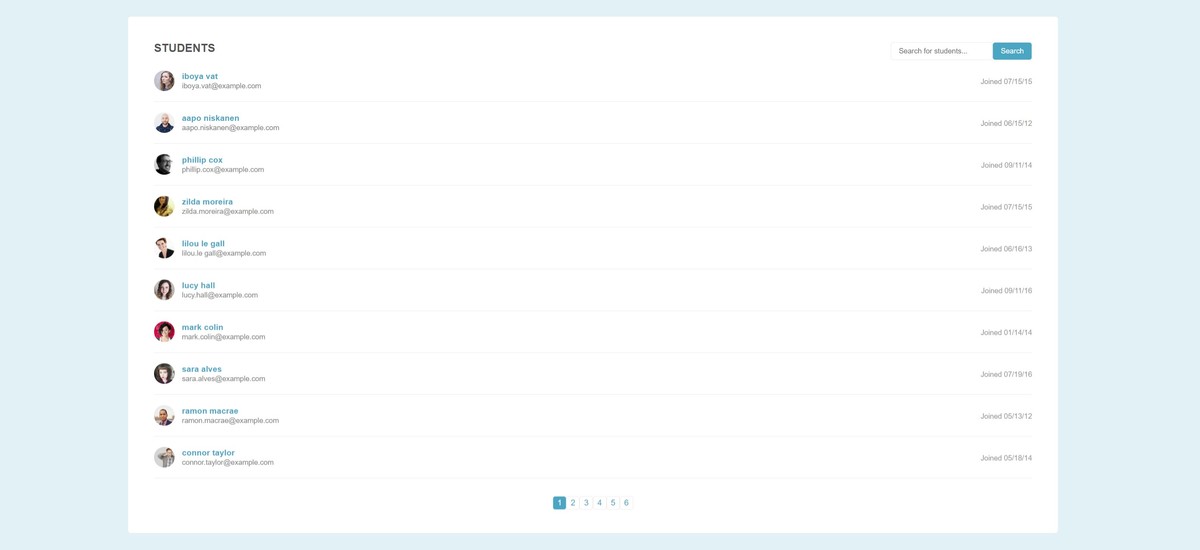 STUDENTS
Search for students...
Search
iboya vat
iboya.vat@example.com
Joined 07/15/15
aapo niskanen
aapo.niskanen@example.com
Joined 06/15/12
phillip cox
phillip.cox@example.com
Joined 09/11/14
zilda moreira
zilda.moreira@example.com
Joined 07/15/15
lilou le gall
lilou.le gall@example.com
Joined 06/16/13
lucy hall
lucy.hall@example.com
Joined 09/11/16
mark colin
mark.colin@example.com
Joined 01/14/14
sara alves
sara.alves@example.com
Joined 07/19/16
ramon macrae
ramon.macrae@example.com
Joined 05/13/12
connor taylor
connor.taylor@example.com
Joined 05/18/14
1 2 3 4 5 6